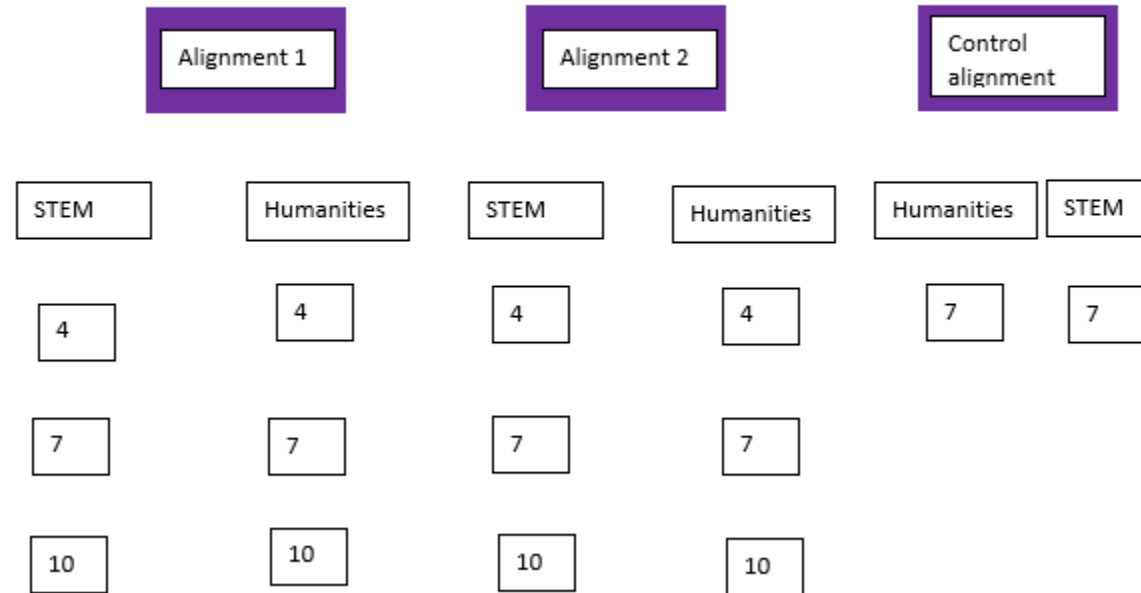 Alignment 1
Alignment 2
Control
alignment
STEM
Humanities
STEM
Humanities
Humanities
STEM
4
4
4
4
7
7
7
7
7
7
10
10
10
10